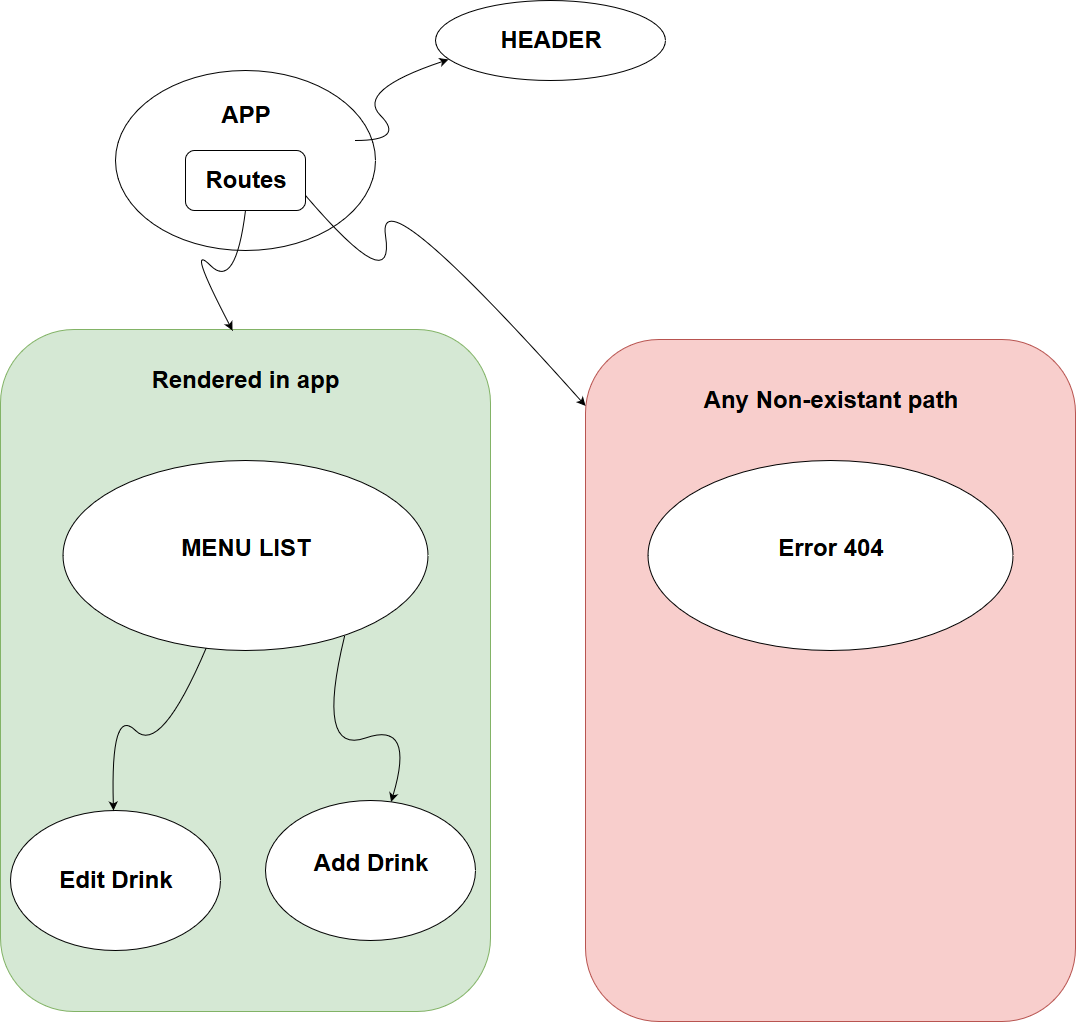 HEADER
APP
Routes
Rendered in app
Any Non-existant path
MENU LIST
Error 404
Edit Drink
Add Drink